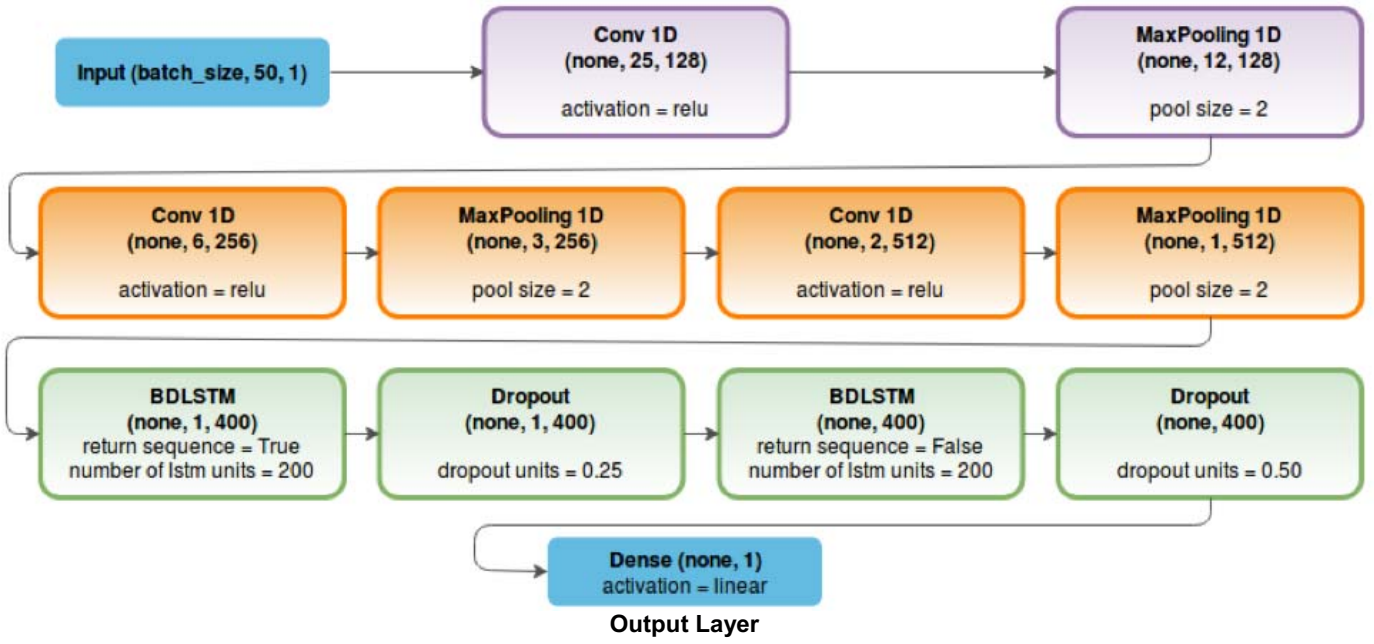 Input (batch_size, 50, 1)
Conv 1D
(none, 25, 128)
activation = relu
MaxPooling 1D
(none, 12, 128)
pool size = 2
Conv 1D
(none, 6, 256)
activation = relu
MaxPooling 1D
(none, 3, 256)
pool size = 2
Conv 1D
(none, 2, 512)
activation = relu
MaxPooling 1D
(none, 1, 512)
pool size = 2
BDLSTM
(none, 1, 400)
return sequence = True
number of lstm units = 200
Dropout
(none, 1, 400)
dropout units = 0.25
BDLSTM
(none, 400)
return sequence = False
number of lstm units = 200
Dropout
(none, 400)
dropout units = 0.50
Dense (none, 1)
activation = linear
Output Layer